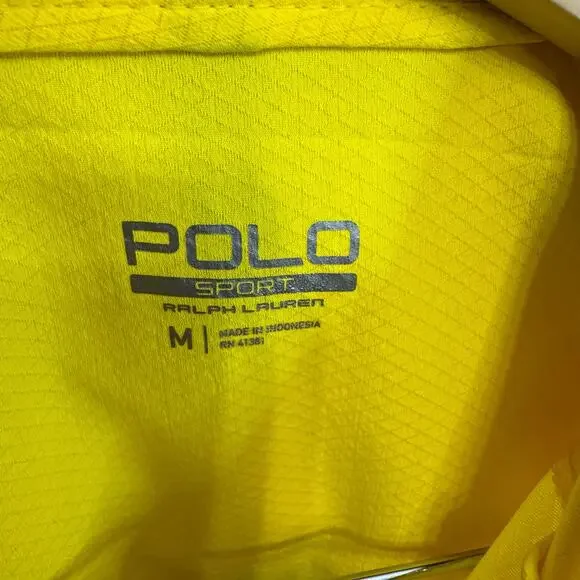 POLO
SPORT
RALPH LAUREN
M | MADE IN INDONESIA
RN 41381